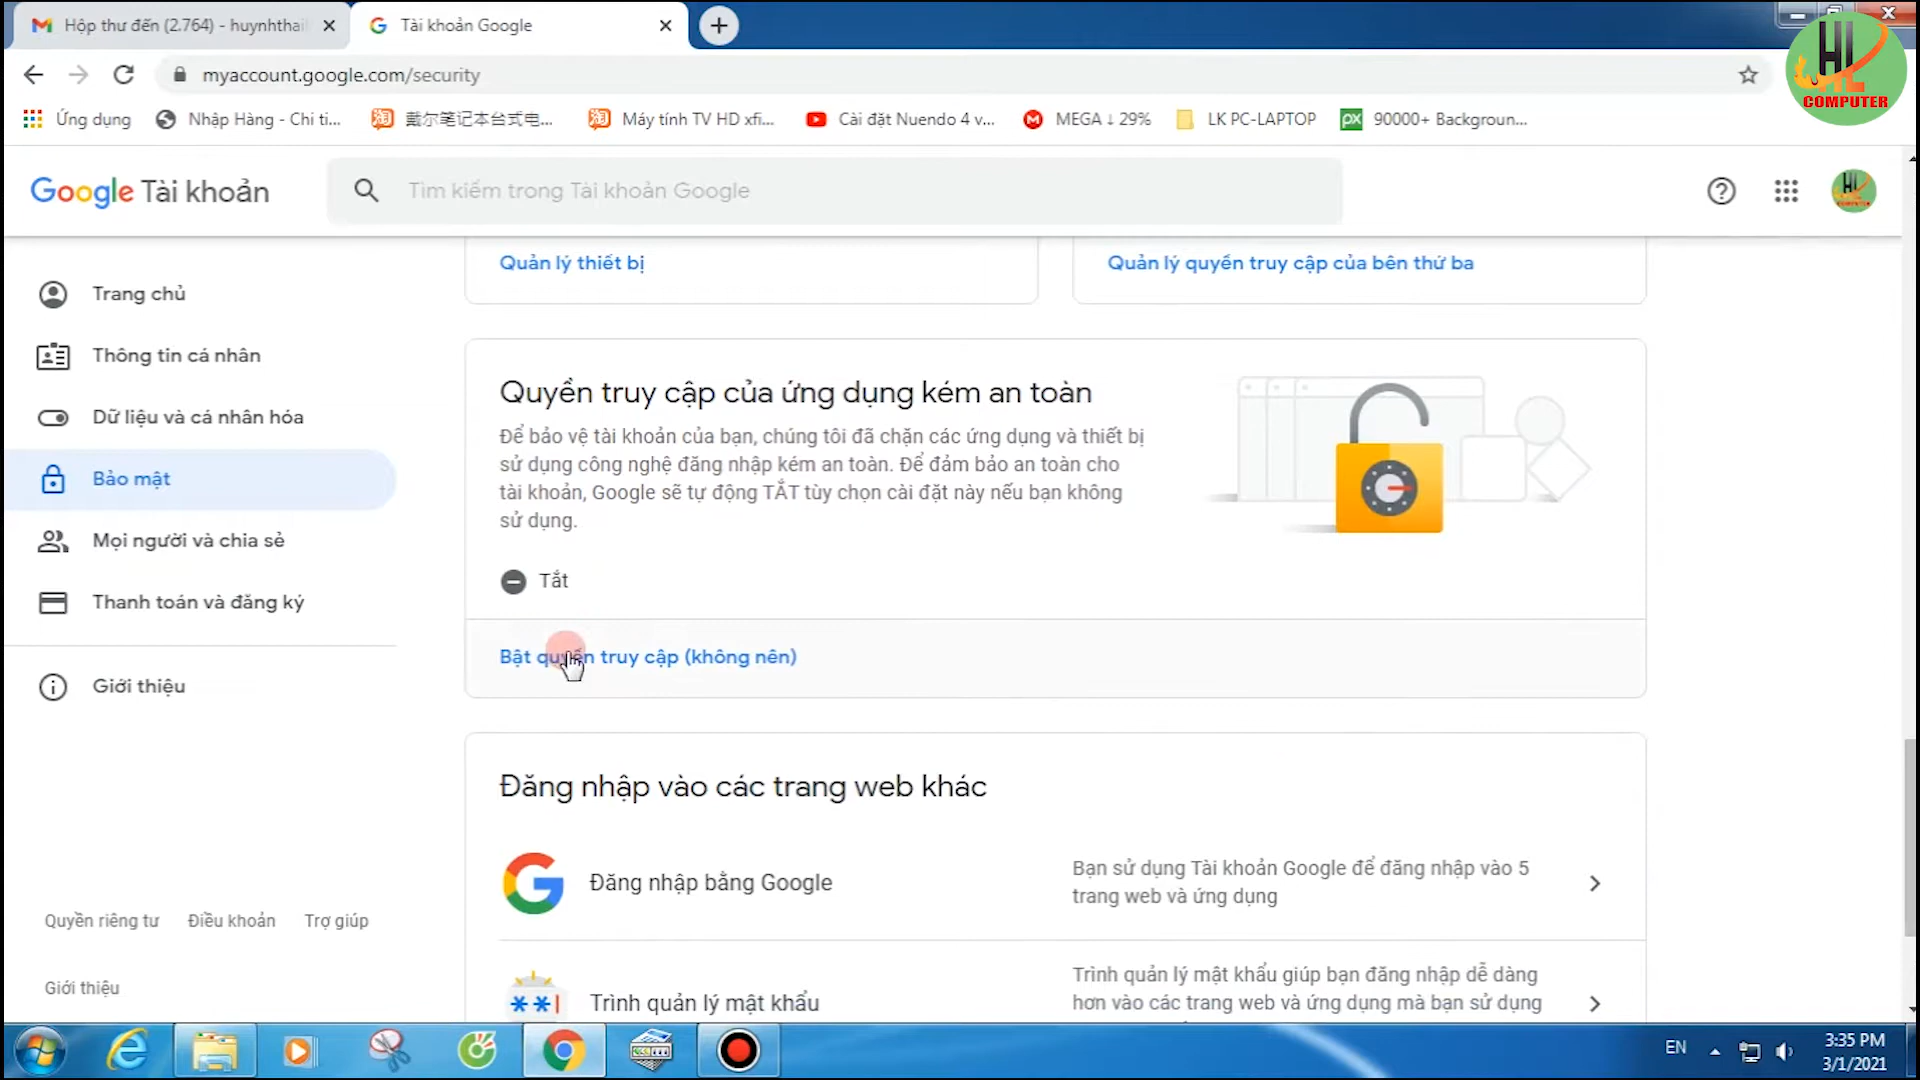 Hộp thư đến (2.764) - huynhthai
Tài khoản Google
myaccount.google.com/security
HL
COMPUTER
Ứng dụng
Nhập Hàng - Chi ti...
戴尔笔记本台式电...
Máy tính TV HD xfi...
Cài đặt Nuendo 4 v...
MEGA ↓ 29%
LK PC-LAPTOP
90000+ Backgroun...
Google Tài khoản
Tìm kiếm trong Tài khoản Google
Quản lý thiết bị
Quản lý quyền truy cập của bên thứ ba
Trang chủ
Thông tin cá nhân
Dữ liệu và cá nhân hóa
Bảo mật
Mọi người và chia sẻ
Thanh toán và đăng ký
Giới thiệu
Quyền truy cập của ứng dụng kém an toàn
Để bảo vệ tài khoản của bạn, chúng tôi đã chặn các ứng dụng và thiết bị
sử dụng công nghệ đăng nhập kém an toàn. Để đảm bảo an toàn cho
tài khoản, Google sẽ tự động TẮT tùy chọn cài đặt này nếu bạn không
sử dụng.
Tắt
Bật quyền truy cập (không nên)
Đăng nhập vào các trang web khác
Đăng nhập bằng Google
Bạn sử dụng Tài khoản Google để đăng nhập vào 5
trang web và ứng dụng
Trình quản lý mật khẩu
Trình quản lý mật khẩu giúp bạn đăng nhập dễ dàng
hơn vào các trang web và ứng dụng mà bạn sử dụng
Quyền riêng tư
Điều khoản
Trợ giúp
Giới thiệu
EN
3:35 PM
3/1/2021